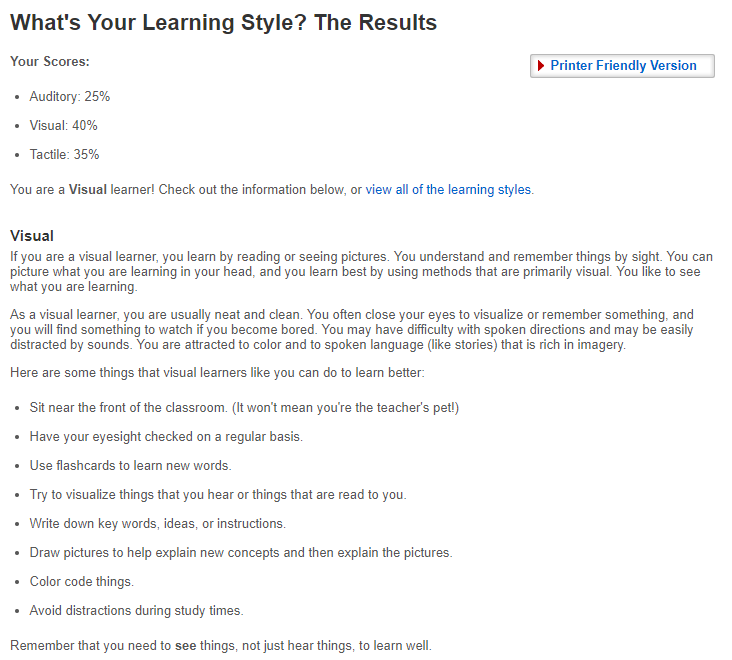 What's Your Learning Style? The Results
Your Scores:
Printer Friendly Version
Auditory: 25%
Visual: 40%
Tactile: 35%
You are a Visual learner! Check out the information below, or view all of the learning styles.
Visual
If you are a visual learner, you learn by reading or seeing pictures. You understand and remember things by sight. You can
picture what you are learning in your head, and you learn best by using methods that are primarily visual. You like to see
what you are learning.
As a visual learner, you are usually neat and clean. You often close your eyes to visualize or remember something, and
you will find something to watch if you become bored. You may have difficulty with spoken directions and may be easily
distracted by sounds. You are attracted to color and to spoken language (like stories) that is rich in imagery.
Here are some things that visual learners like you can do to learn better:
Sit near the front of the classroom. (It won't mean you're the teacher's pet!)
Have your eyesight checked on a regular basis.
Use flashcards to learn new words.
Try to visualize things that you hear or things that are read to you.
Write down key words, ideas, or instructions.
Draw pictures to help explain new concepts and then explain the pictures.
Color code things.
Avoid distractions during study times.
Remember that you need to see things, not just hear things, to learn well.